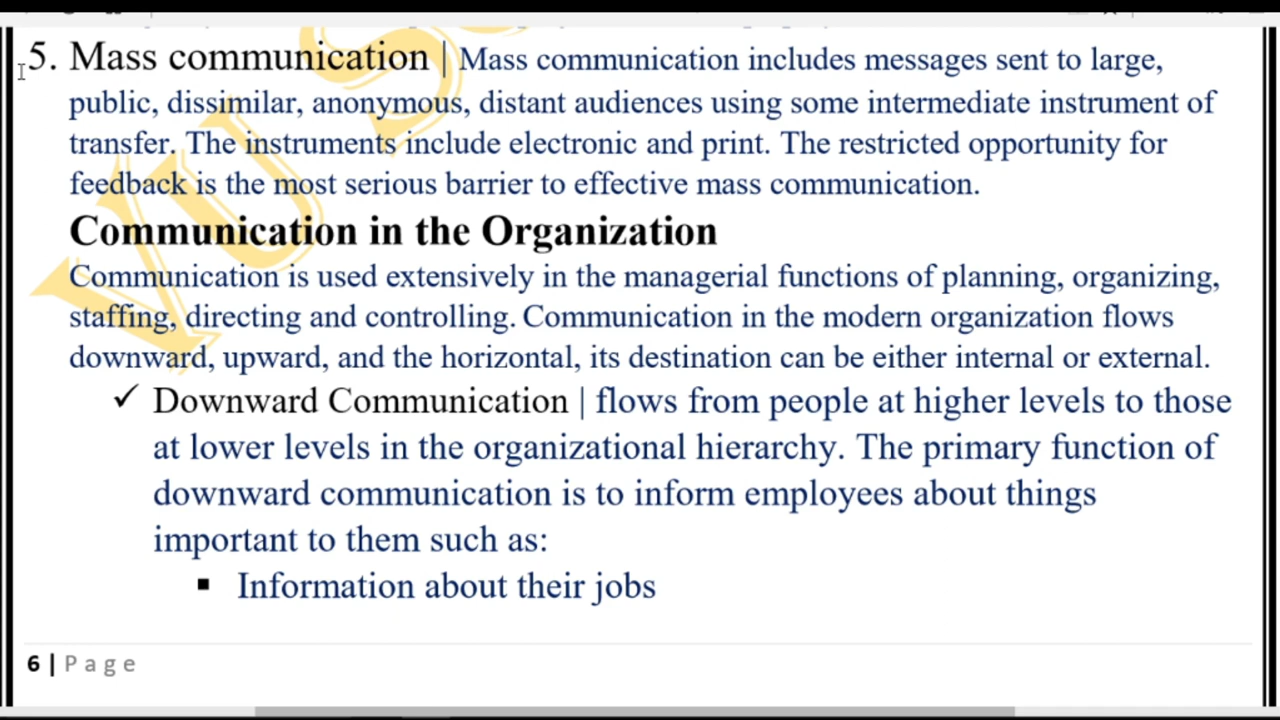 5. Mass communication | Mass communication includes messages sent to large,
public, dissimilar, anonymous, distant audiences using some intermediate instrument of
transfer. The instruments include electronic and print. The restricted opportunity for
feedback is the most serious barrier to effective mass communication.
Communication in the Organization
Communication is used extensively in the managerial functions of planning, organizing,
staffing, directing and controlling. Communication in the modern organization flows
downward, upward, and the horizontal, its destination can be either internal or external.
✓ Downward Communication | flows from people at higher levels to those
at lower levels in the organizational hierarchy. The primary function of
downward communication is to inform employees about things
important to them such as:
▪ Information about their jobs
6 | Page
VU S